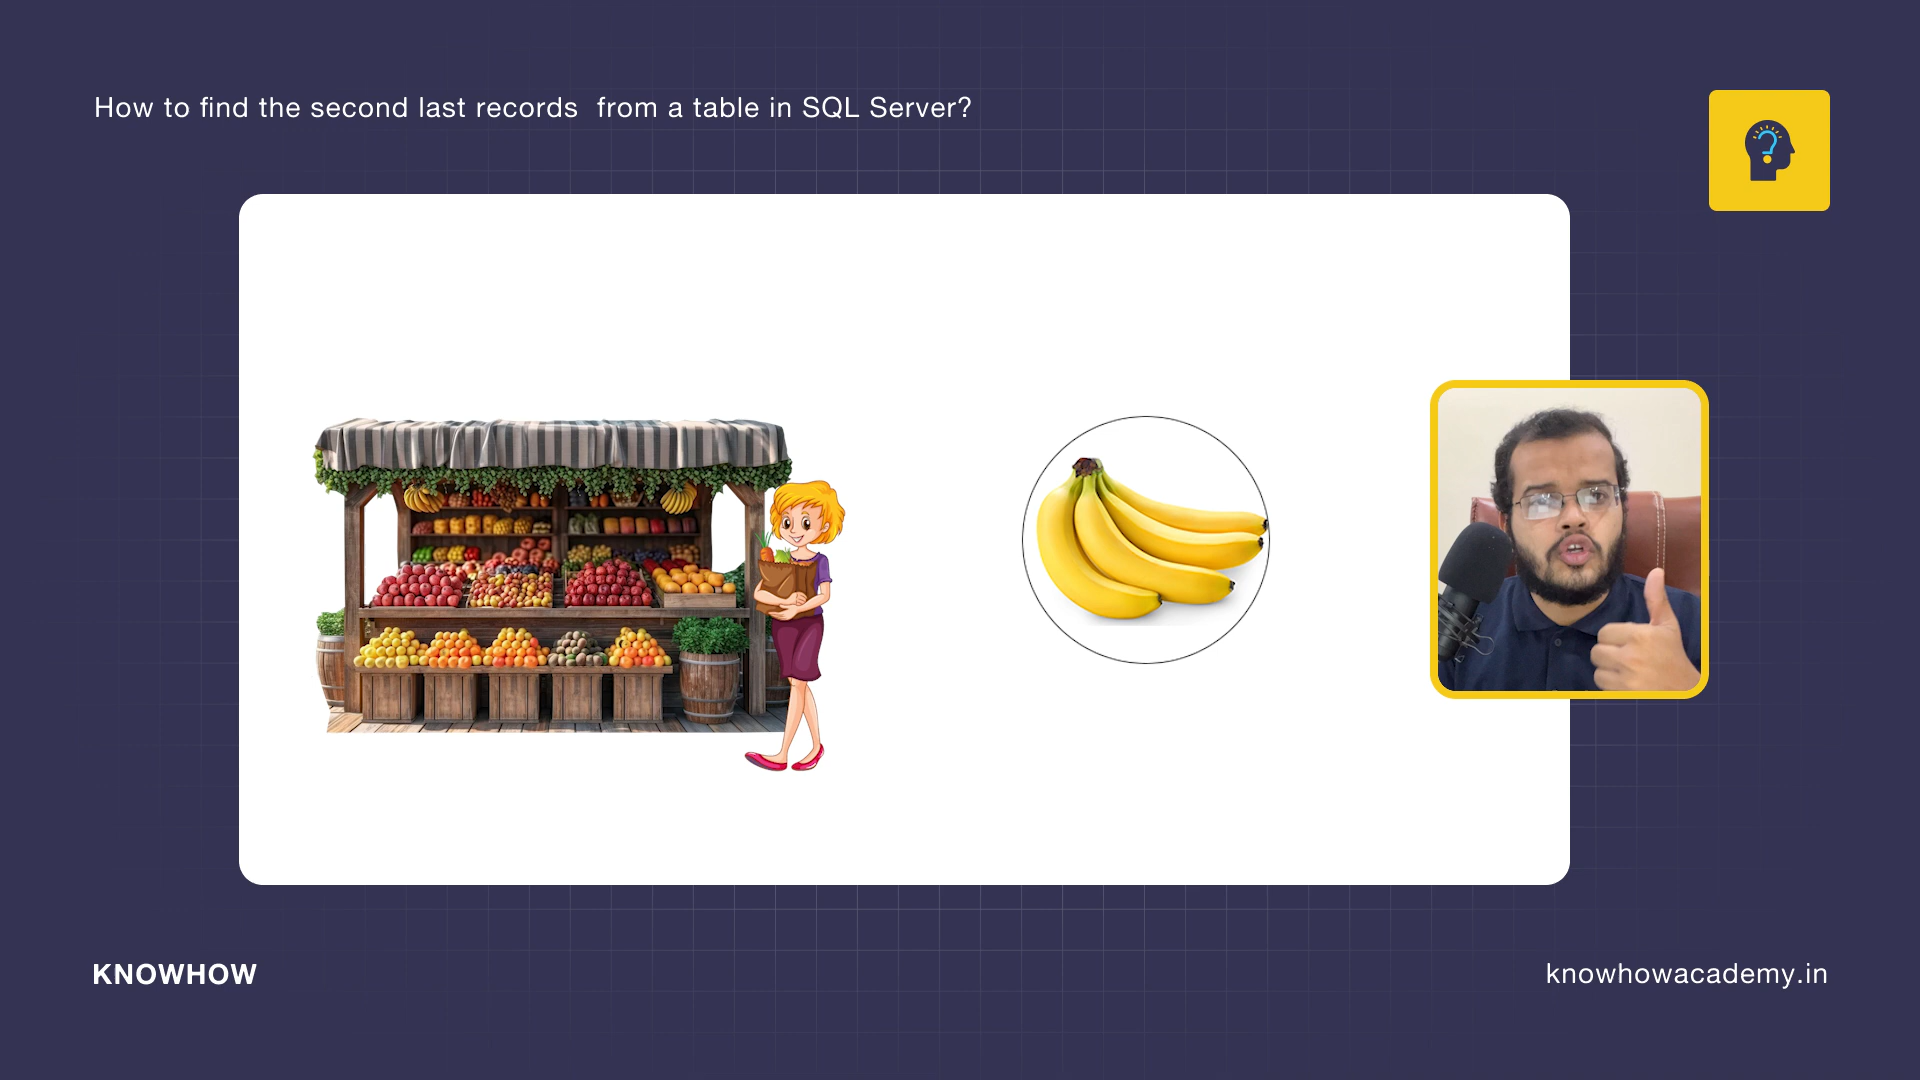 How to find the second last records  from a table in SQL Server?
KNOWHOW
knowhowacademy.in